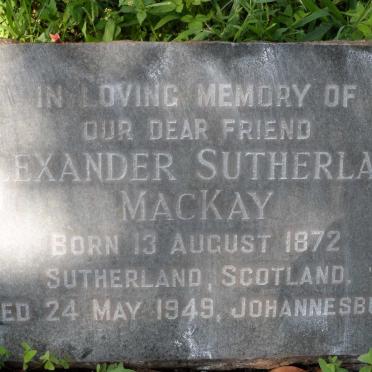 IN LOVING MEMORY OF
OUR DEAR FRIEND
LEXANDER SUTHERLA
MACKAY
BORN 13 AUGUST 1872
SUTHERLAND, SCOTLAND.
ED 24 MAY 1949, JOHANNESBU